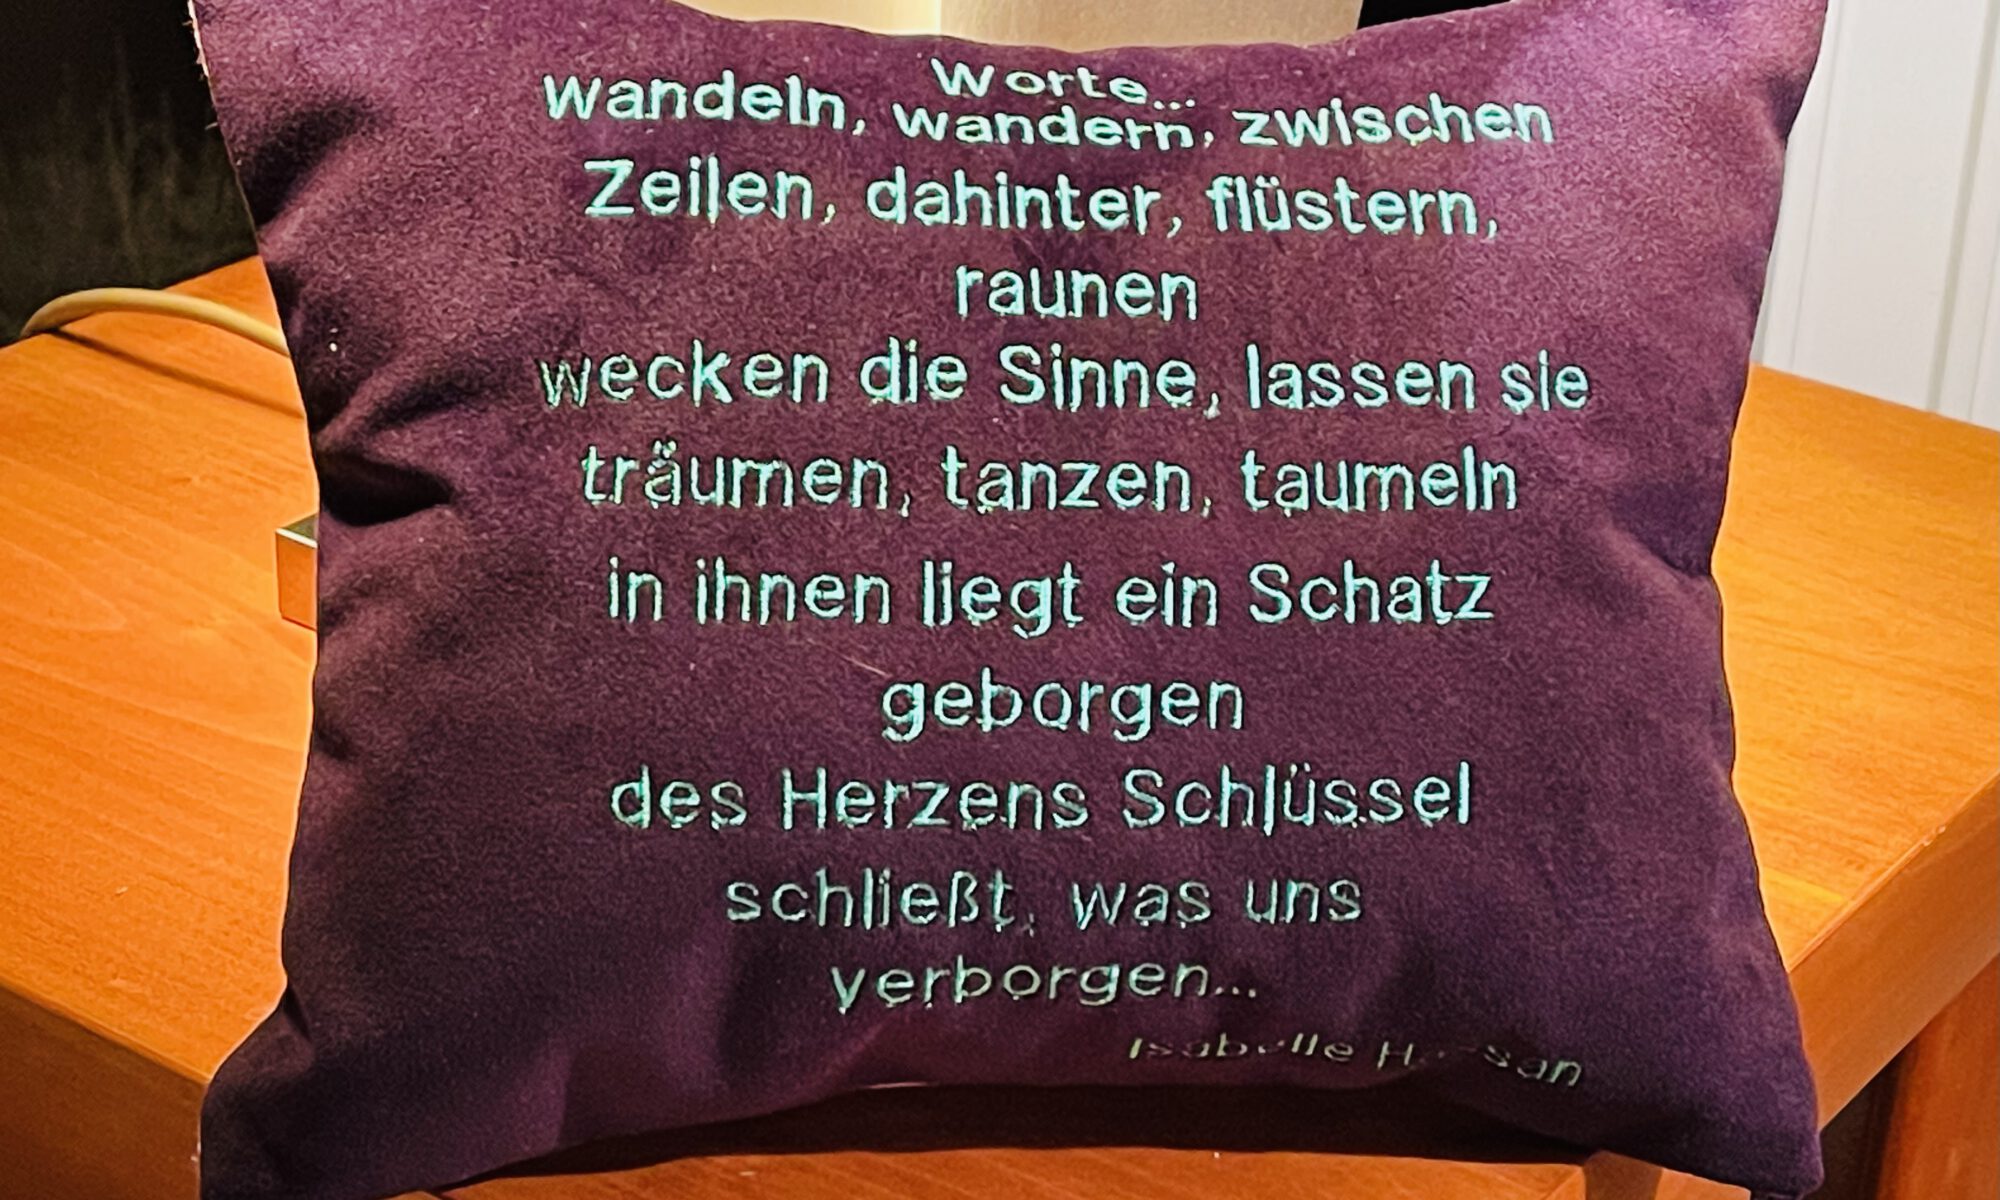 Worte...
wandeln, wandern, zwischen
Zeilen, dahinter, flüstern,
raunen
wecken die Sinne, lassen sie
träumen, tanzen, taumeln
in ihnen liegt ein Schatz
geborgen
des Herzens Schlüssel
schließt, was uns
verborgen...
Isabelle